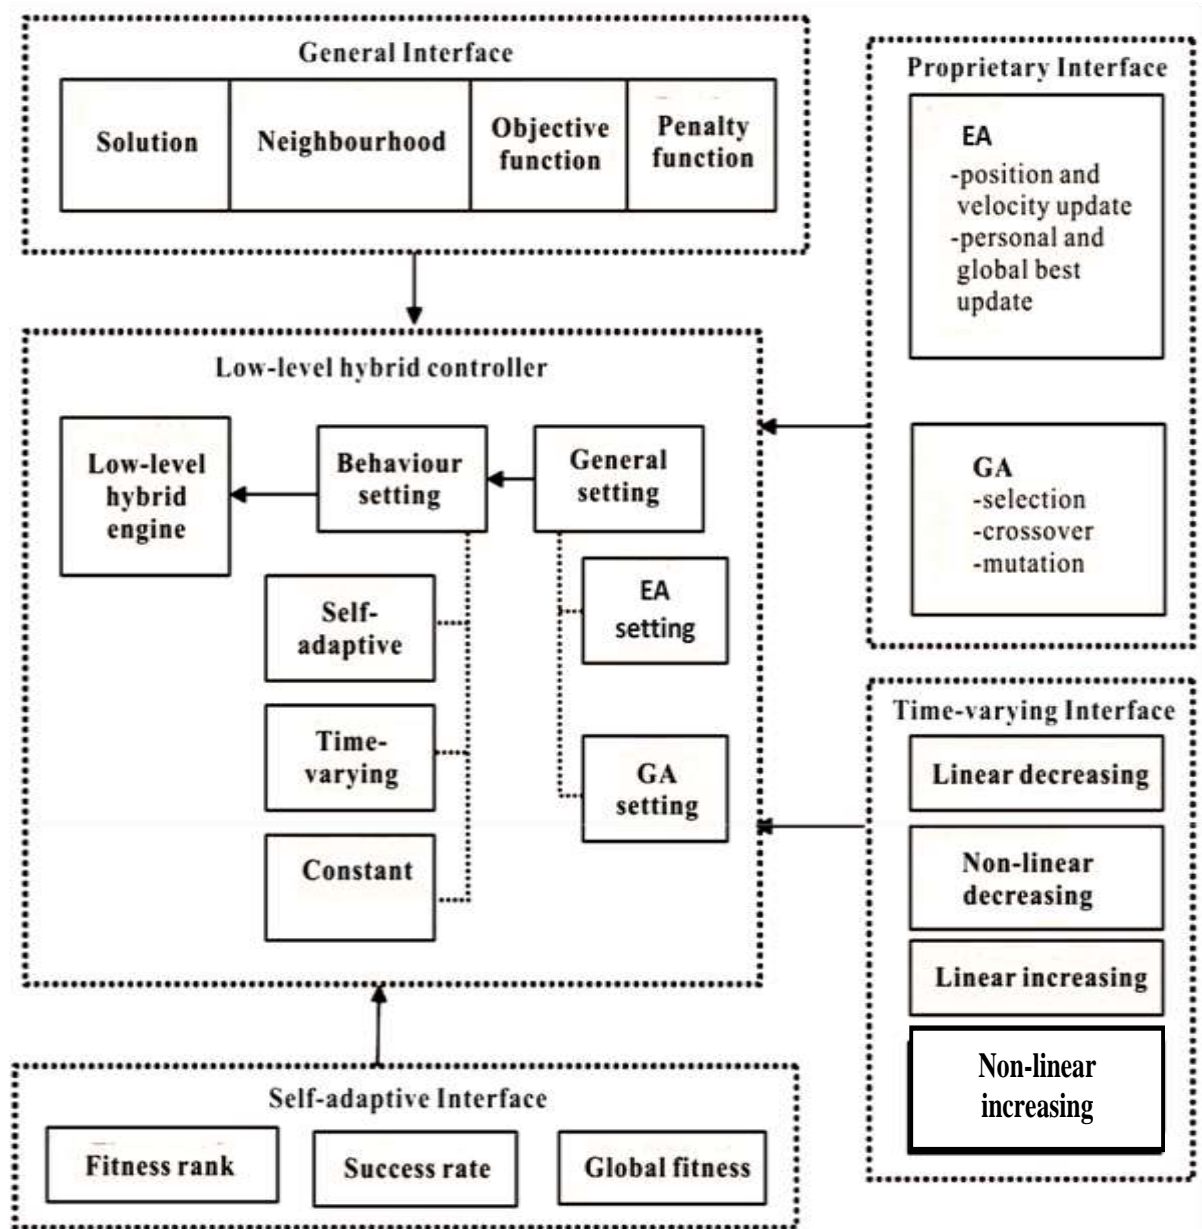 General Interface
Solution
Neighbourhood
Objective
function
Penalty
function
Proprietary Interface
EA
-position and
velocity update
-personal and
global best
update
GA
-selection
-crossover
-mutation
Low-level hybrid controller
Low-level
hybrid
engine
Behaviour
setting
General
setting
Self-
adaptive
Time-
varying
Constant
EA
setting
GA
setting
Time-varying Interface
Linear decreasing
Non-linear
decreasing
Linear increasing
Non-linear
increasing
Self-adaptive Interface
Fitness rank
Success rate
Global fitness